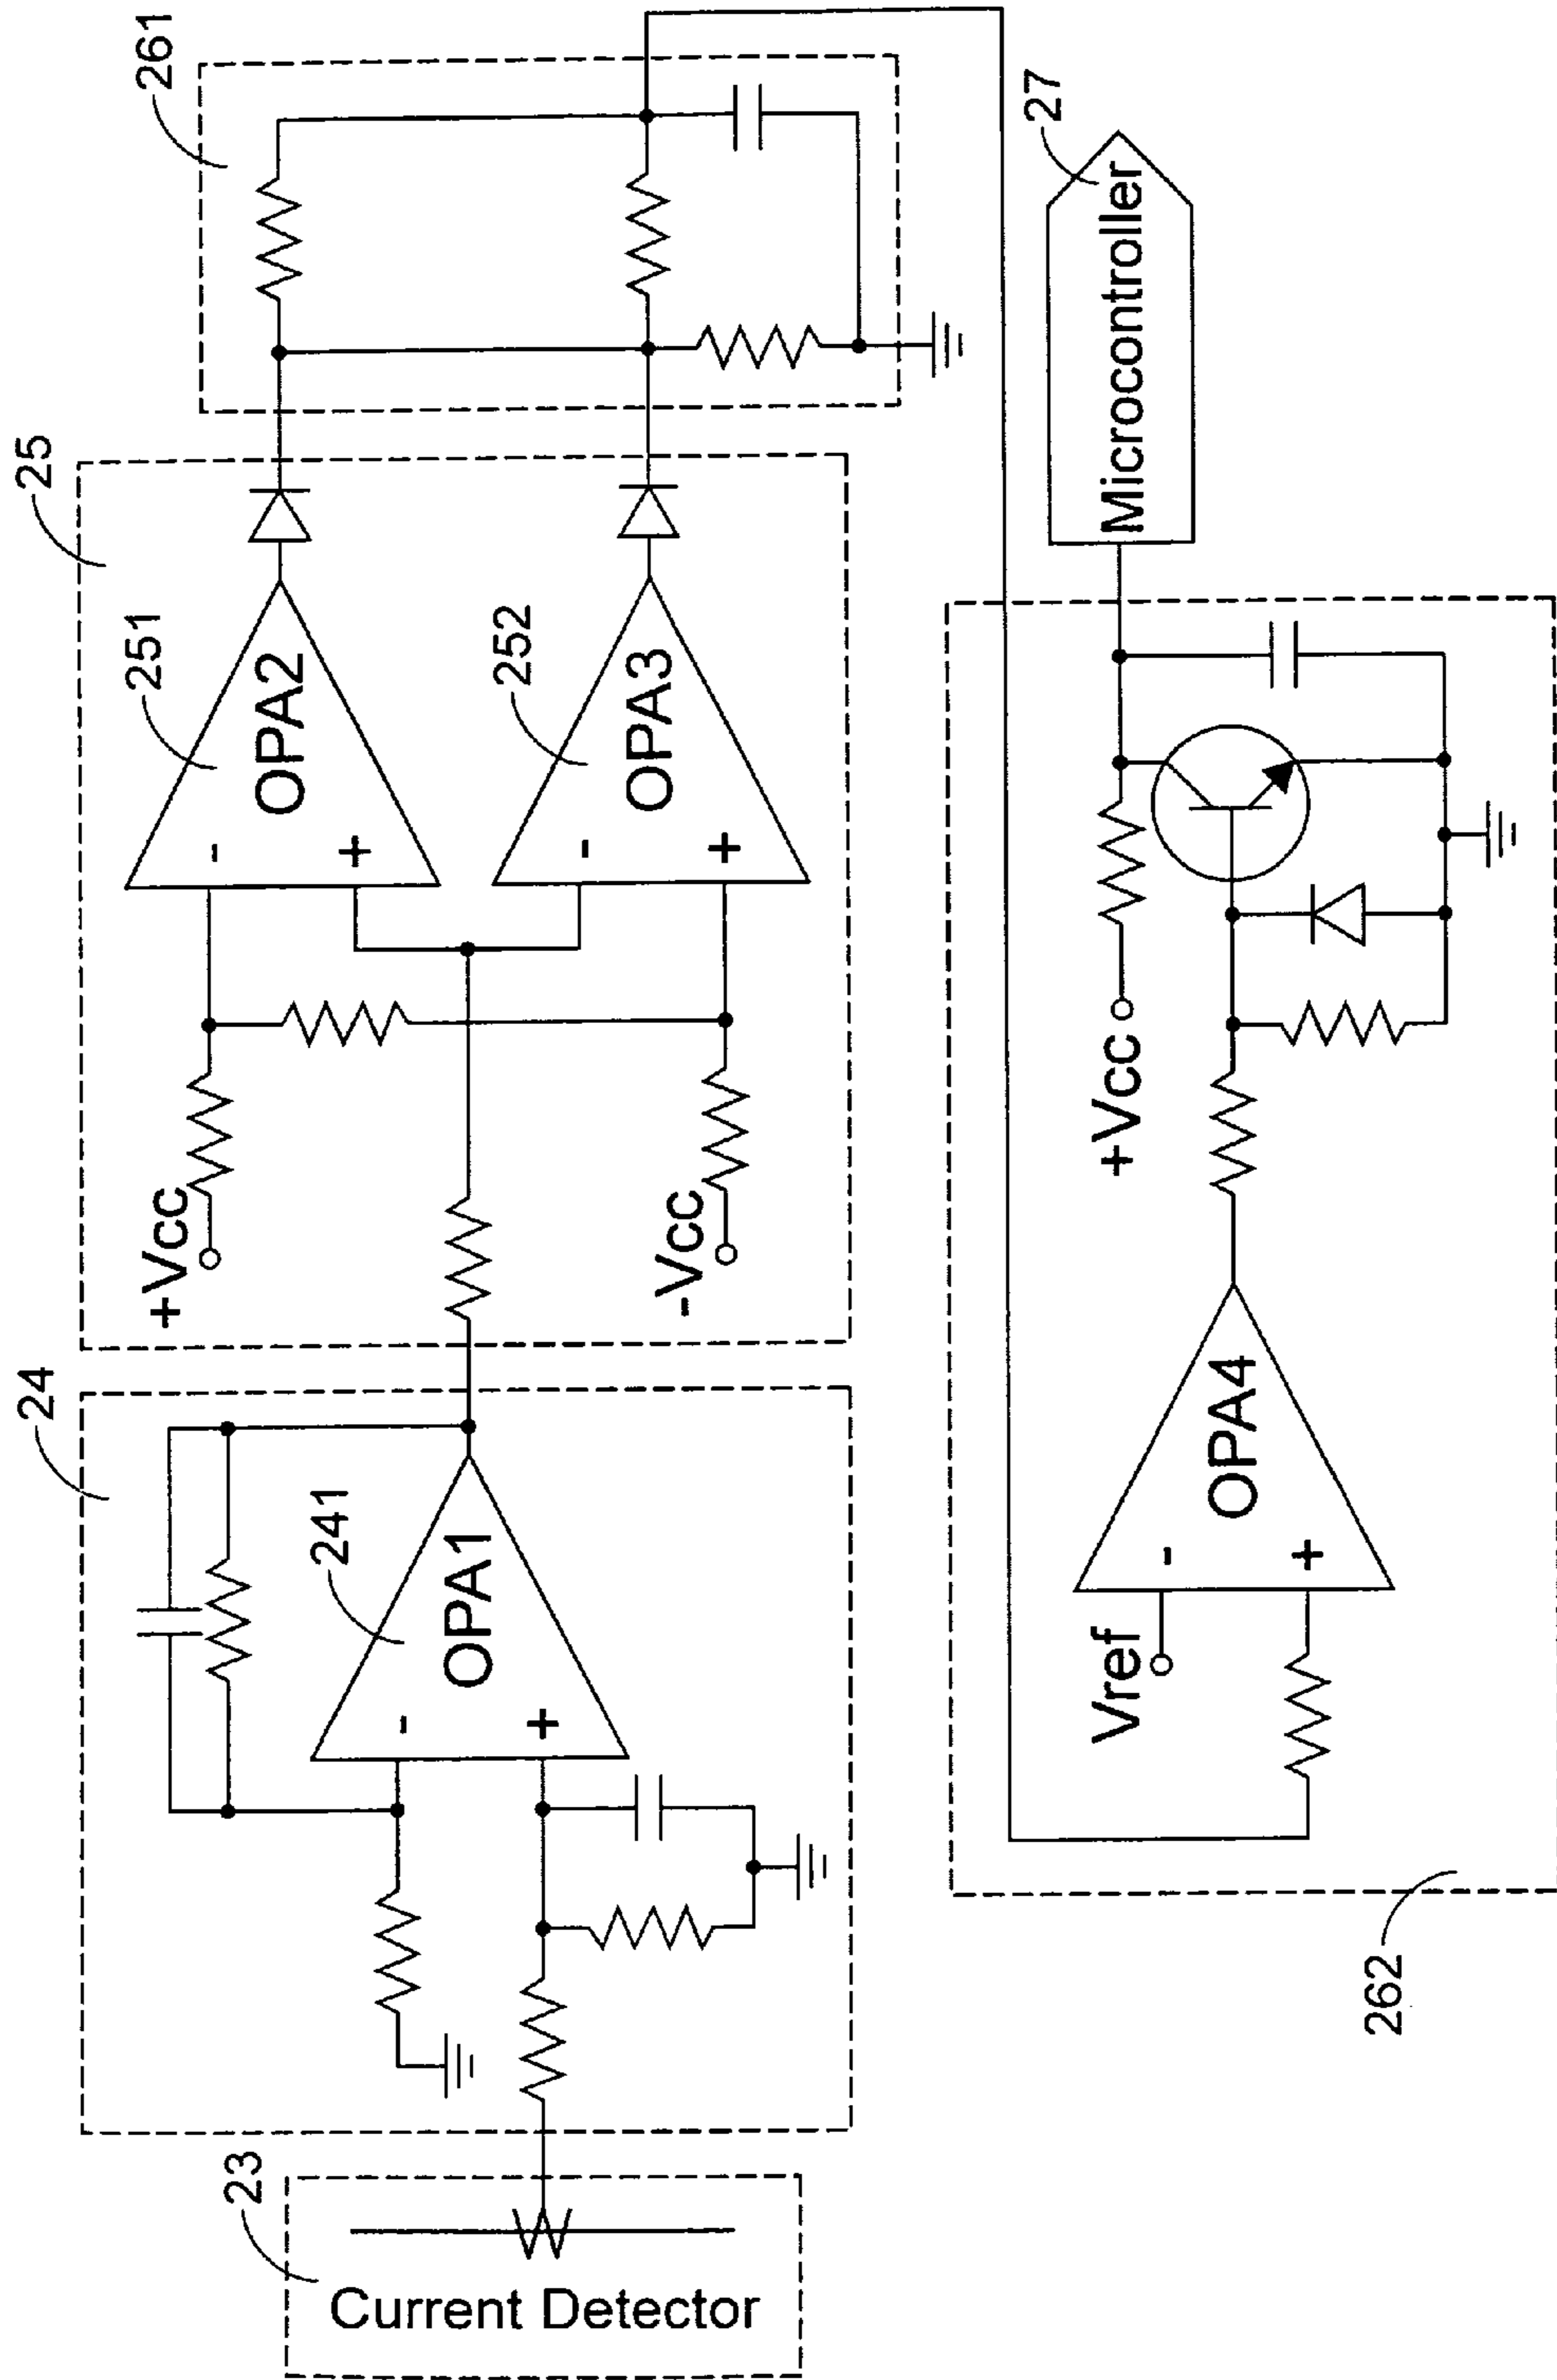 23
Current Detector
24
241
-
+
OPA1
25
+Vcc
-Vcc
251
-
+
OPA2
252
-
+
OPA3
261
262
Vref
-
+
OPA4
+Vcc
27
Microcontroller